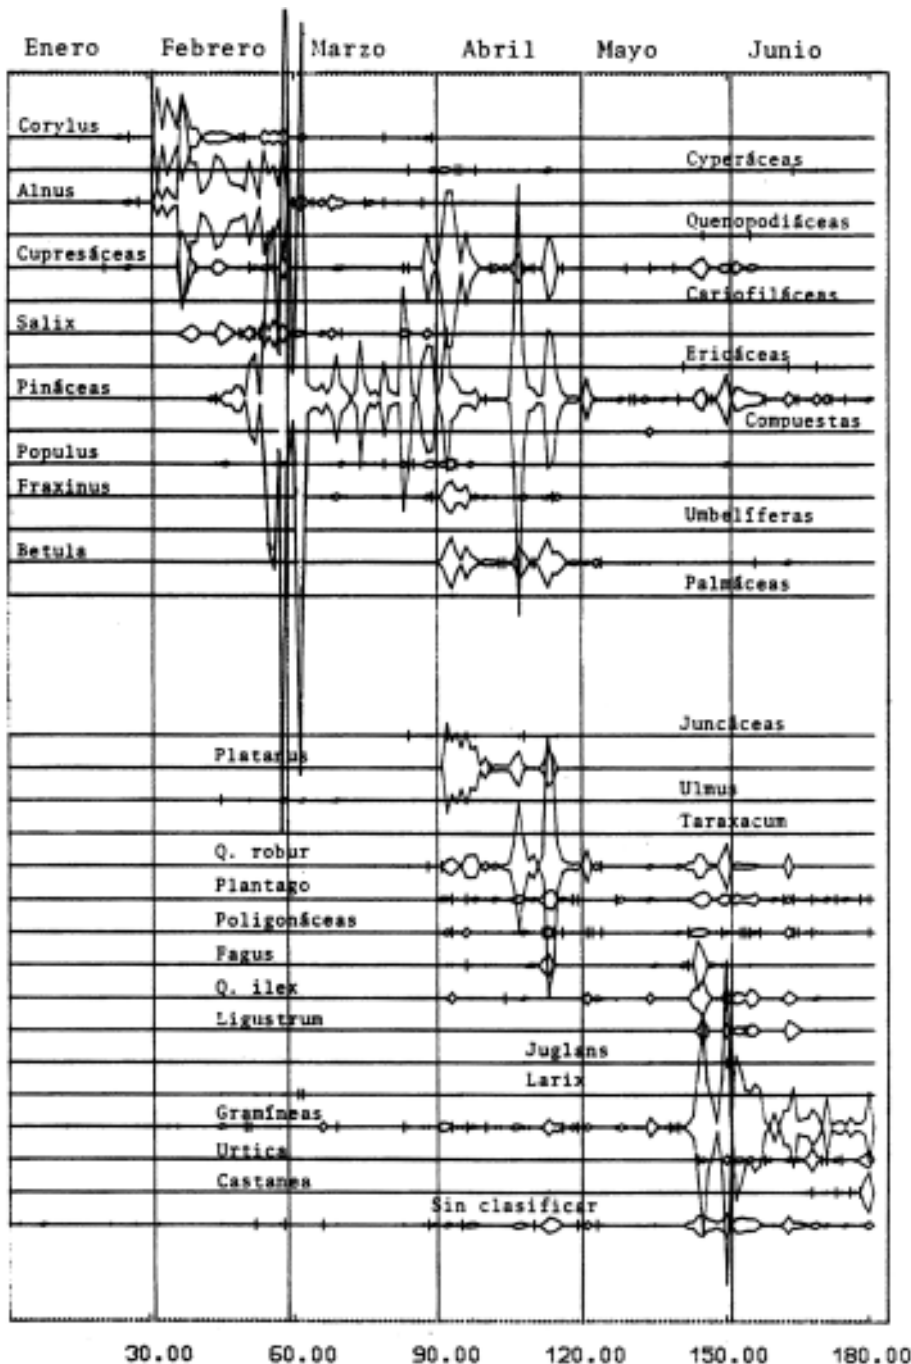 Enero Febrero Marzo Abril Mayo Junio
Corylus
Cyperáceas
Alnus
Quenopodiáceas
Cupresáceas
Cariofiláceas
Salix
Ericáceas
Pináceas
Compuestas
Populus
Fraxinus
Umbelíferas
Betula
Palmáceas
Juncáceas
Platanus
Ulmus
Taraxacum
Q. robur
Plantago
Poligonáceas
Fagus
Q. ilex
Ligustrum
Juglans
Larix
Gramíneas
Urtica
Castanea
Sin clasificar
30.00 60.00 90.00 120.00 150.00 180.00